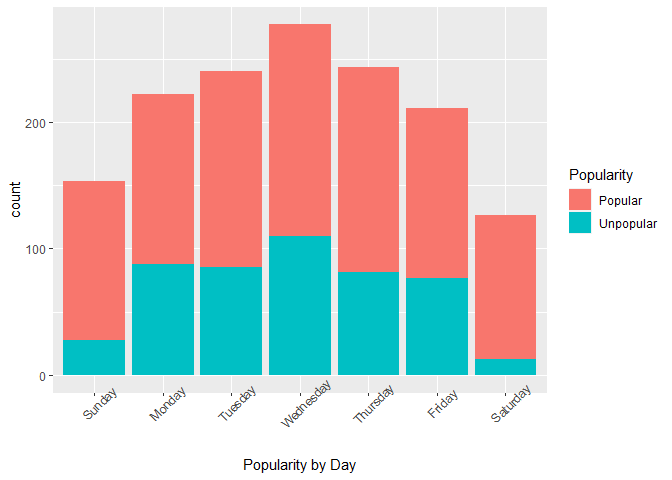 count
200
100
0
Sunday
Monday
Tuesday
Wednesday
Thursday
Friday
Saturday
Popularity by Day
Popularity
Popular
Unpopular